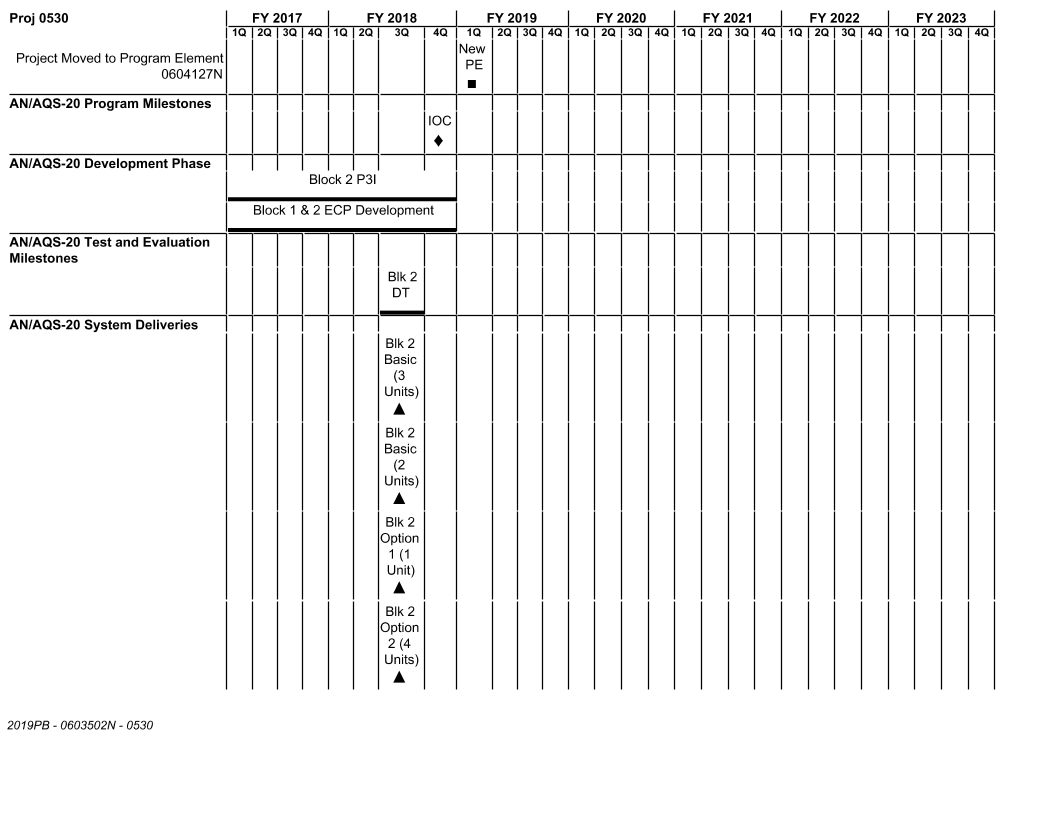 Proj 0530 FY 2017 FY 2018 FY 2019 FY 2020 FY 2021 FY 2022 FY 2023
1Q 2Q 3Q 4Q 1Q 2Q 3Q 4Q 1Q 2Q 3Q 4Q 1Q 2Q 3Q 4Q 1Q 2Q 3Q 4Q 1Q 2Q 3Q 4Q 1Q 2Q 3Q 4Q
Project Moved to Program Element
0604127N
New
PE
AN/AQS-20 Program Milestones
IOC
AN/AQS-20 Development Phase
Block 2 P3I
Block 1 & 2 ECP Development
AN/AQS-20 Test and Evaluation
Milestones
Blk 2
DT
AN/AQS-20 System Deliveries
Blk 2
Basic
(3
Units)
Blk 2
Basic
(2
Units)
Blk 2
Option
1 (1
Unit)
Blk 2
Option
2 (4
Units)
2019PB - 0603502N - 0530